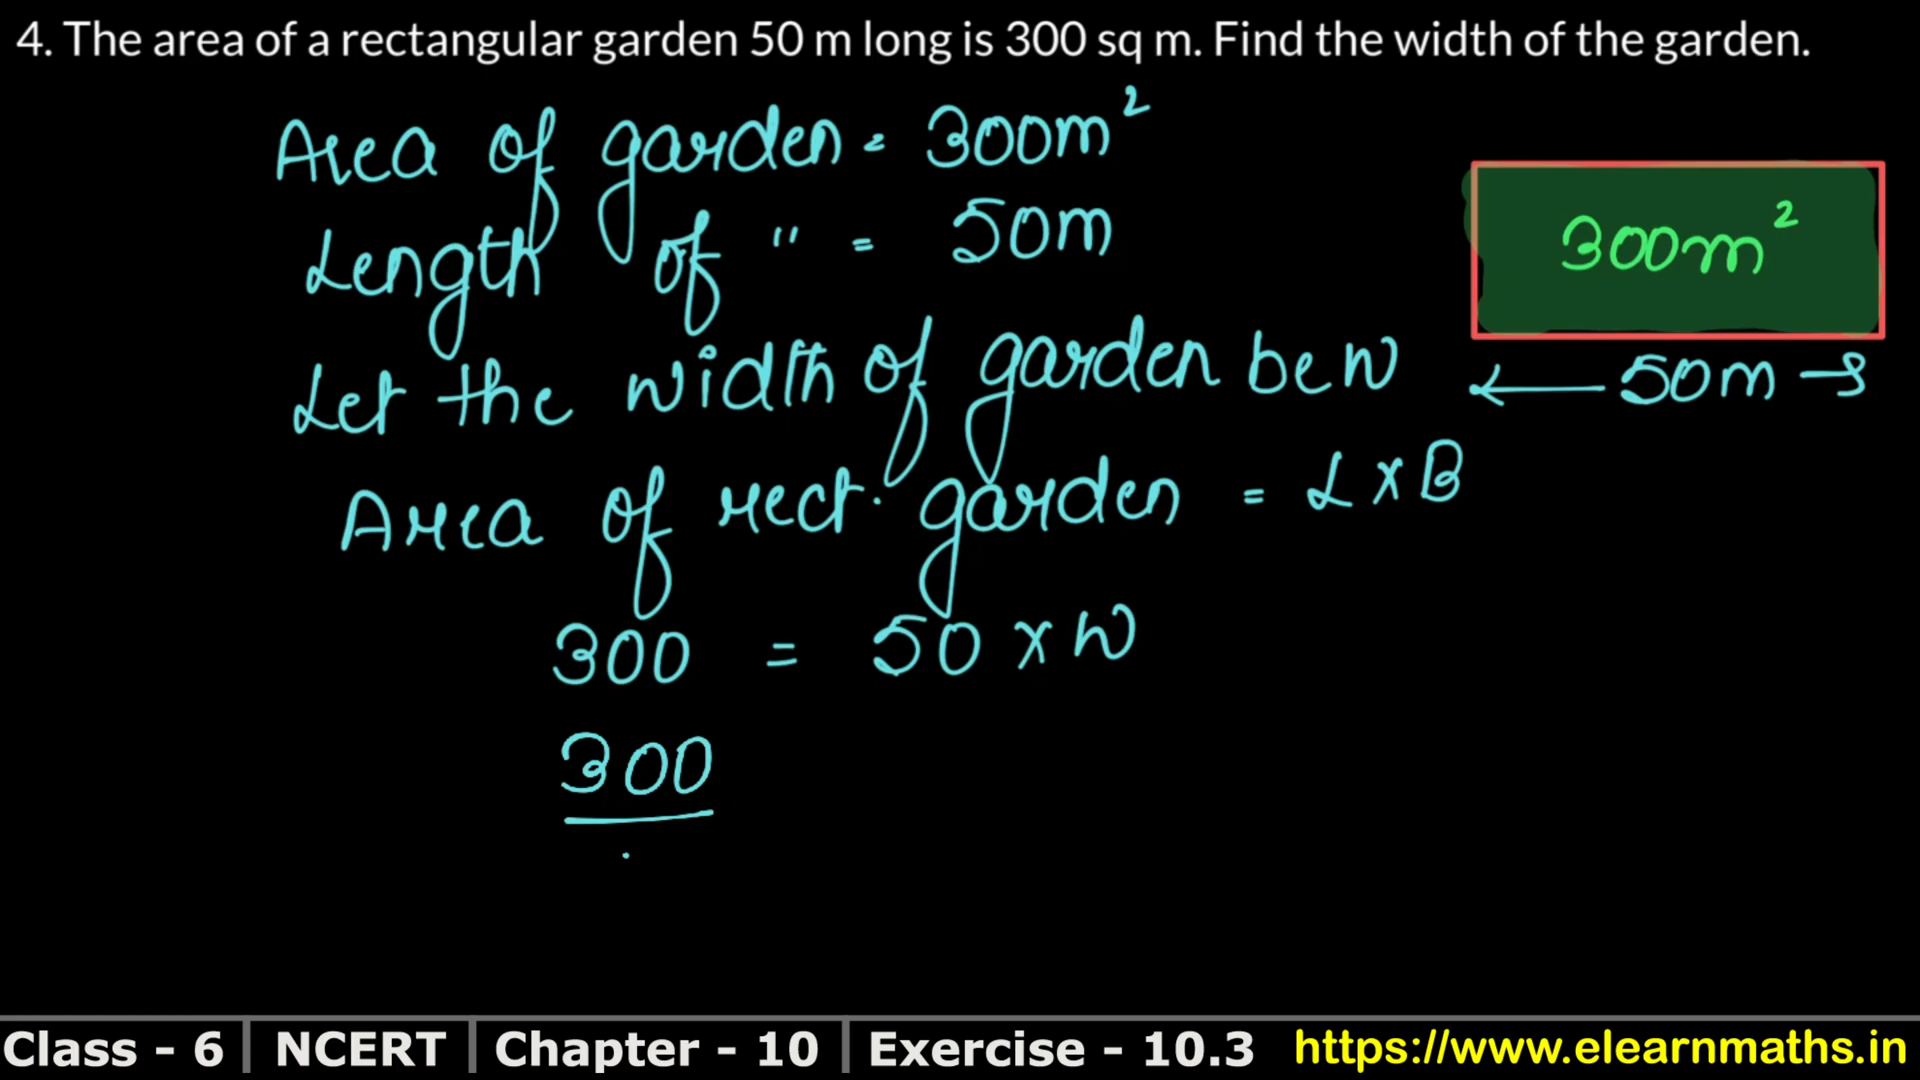 4. The area of a rectangular garden 50 m long is 300 sq m. Find the width of the garden.
Area of garden = 300m²
Length of " = 50m
Let the width of garden be w
Area of rect. garden = L x B
300 = 50 x w
300
300m²
← 50m →
Class - 6 | NCERT | Chapter - 10 | Exercise - 10.3 https://www.elearnmaths.in